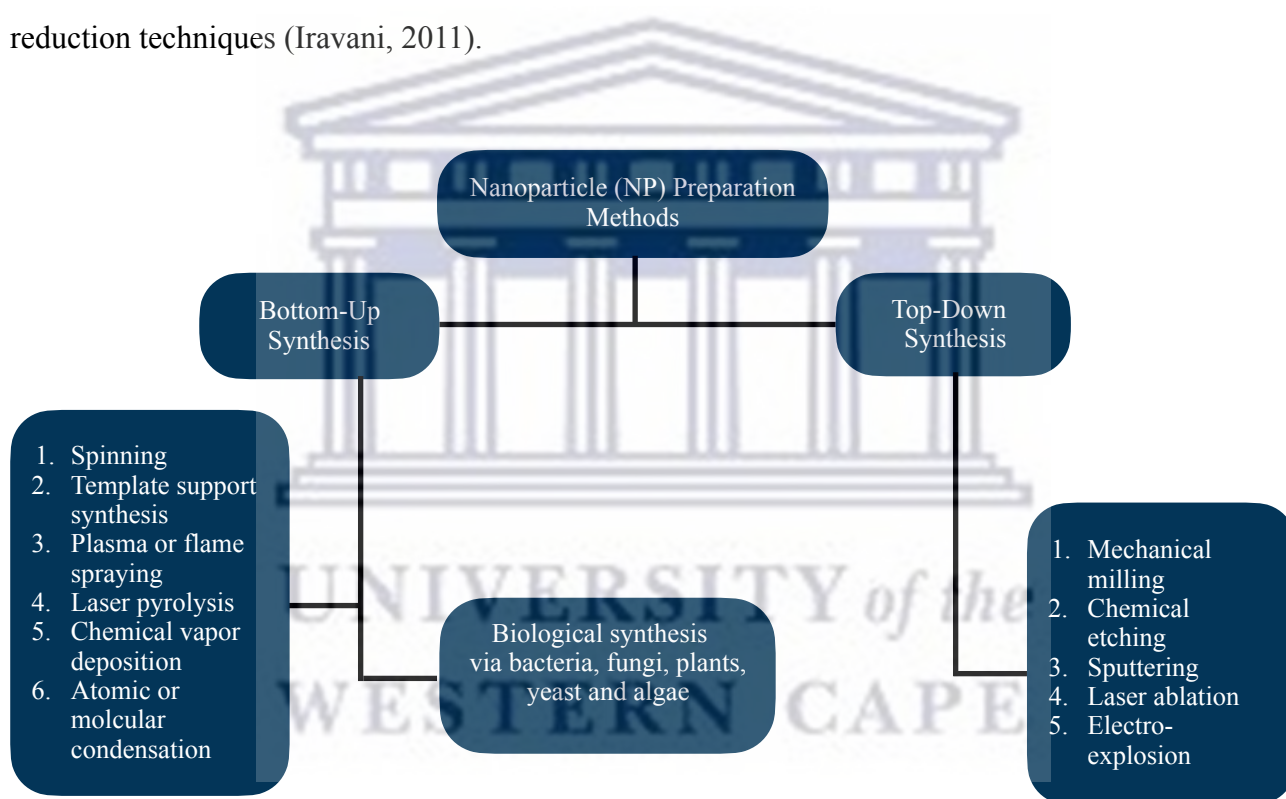 reduction techniques (Iravani, 2011).
Nanoparticle (NP) Preparation
Methods
Bottom-Up
Synthesis
Top-Down
Synthesis
1. Spinning
2. Template support
synthesis
3. Plasma or flame
spraying
4. Laser pyrolysis
5. Chemical vapor
deposition
6. Atomic or
molcular
condensation
Biological synthesis
via bacteria, fungi, plants,
yeast and algae
1. Mechanical
milling
2. Chemical
etching
3. Sputtering
4. Laser ablation
5. Electro-
explosion
UNIVERSITY of the
WESTERN CAPE